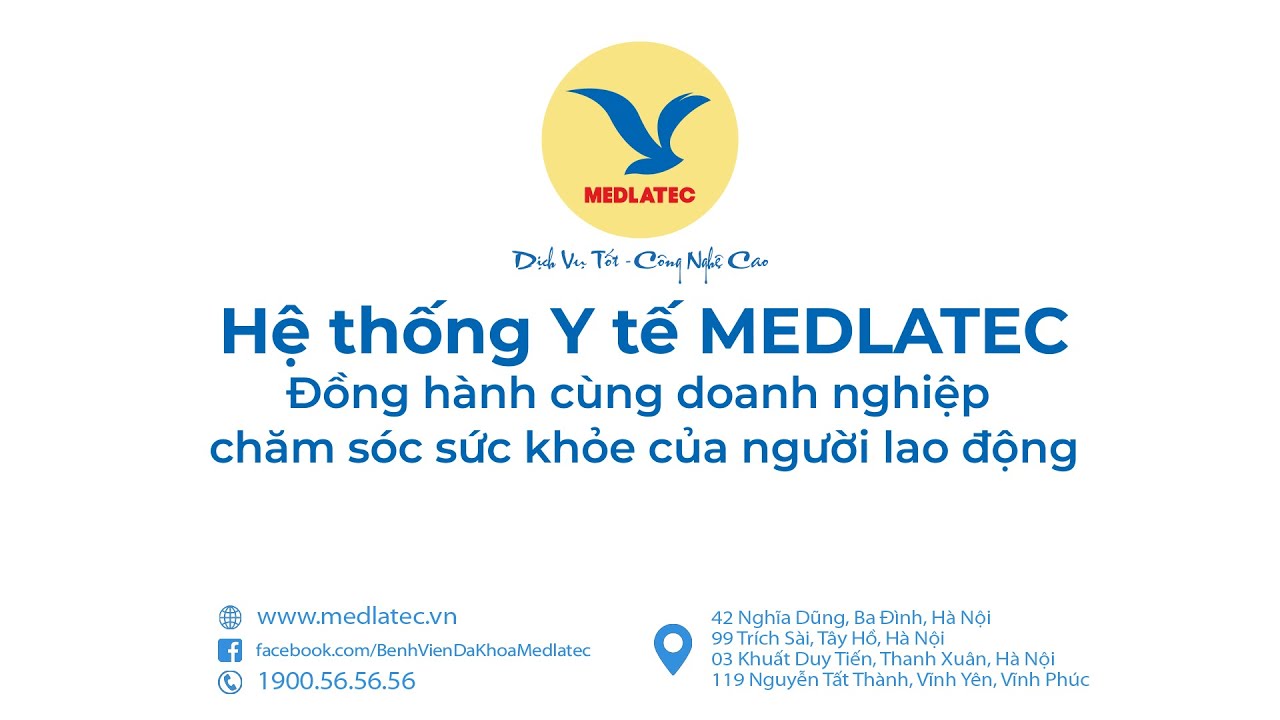 MEDLATEC
Dịch Vụ Tốt - Công Nghệ Cao
Hệ thống Y tế MEDLATEC
Đồng hành cùng doanh nghiệp
chăm sóc sức khỏe của người lao động
www.medlatec.vn
facebook.com/BenhVienDaKhoaMedlatec
1900.56.56.56
42 Nghĩa Dũng, Ba Đình, Hà Nội
99 Trích Sài, Tây Hồ, Hà Nội
03 Khuất Duy Tiến, Thanh Xuân, Hà Nội
119 Nguyễn Tất Thành, Vĩnh Yên, Vĩnh Phúc